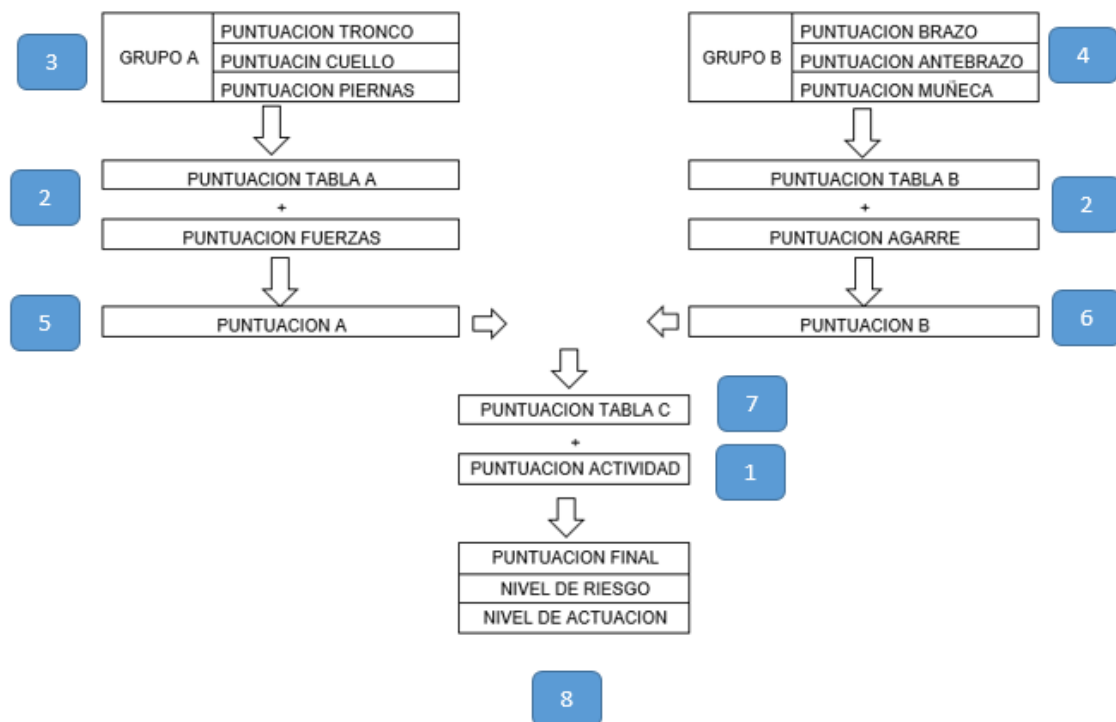 3
GRUPO A
PUNTUACION TRONCO
PUNTUACIN CUELLO
PUNTUACION PIERNAS
GRUPO B
PUNTUACION BRAZO
PUNTUACION ANTEBRAZO
PUNTUACION MUÑECA
4
2
PUNTUACION TABLA A
+
PUNTUACION FUERZAS
PUNTUACION TABLA B
+
PUNTUACION AGARRE
2
5
PUNTUACION A
PUNTUACION B
6
PUNTUACION TABLA C
7
+
PUNTUACION ACTIVIDAD
1
PUNTUACION FINAL
NIVEL DE RIESGO
NIVEL DE ACTUACION
8